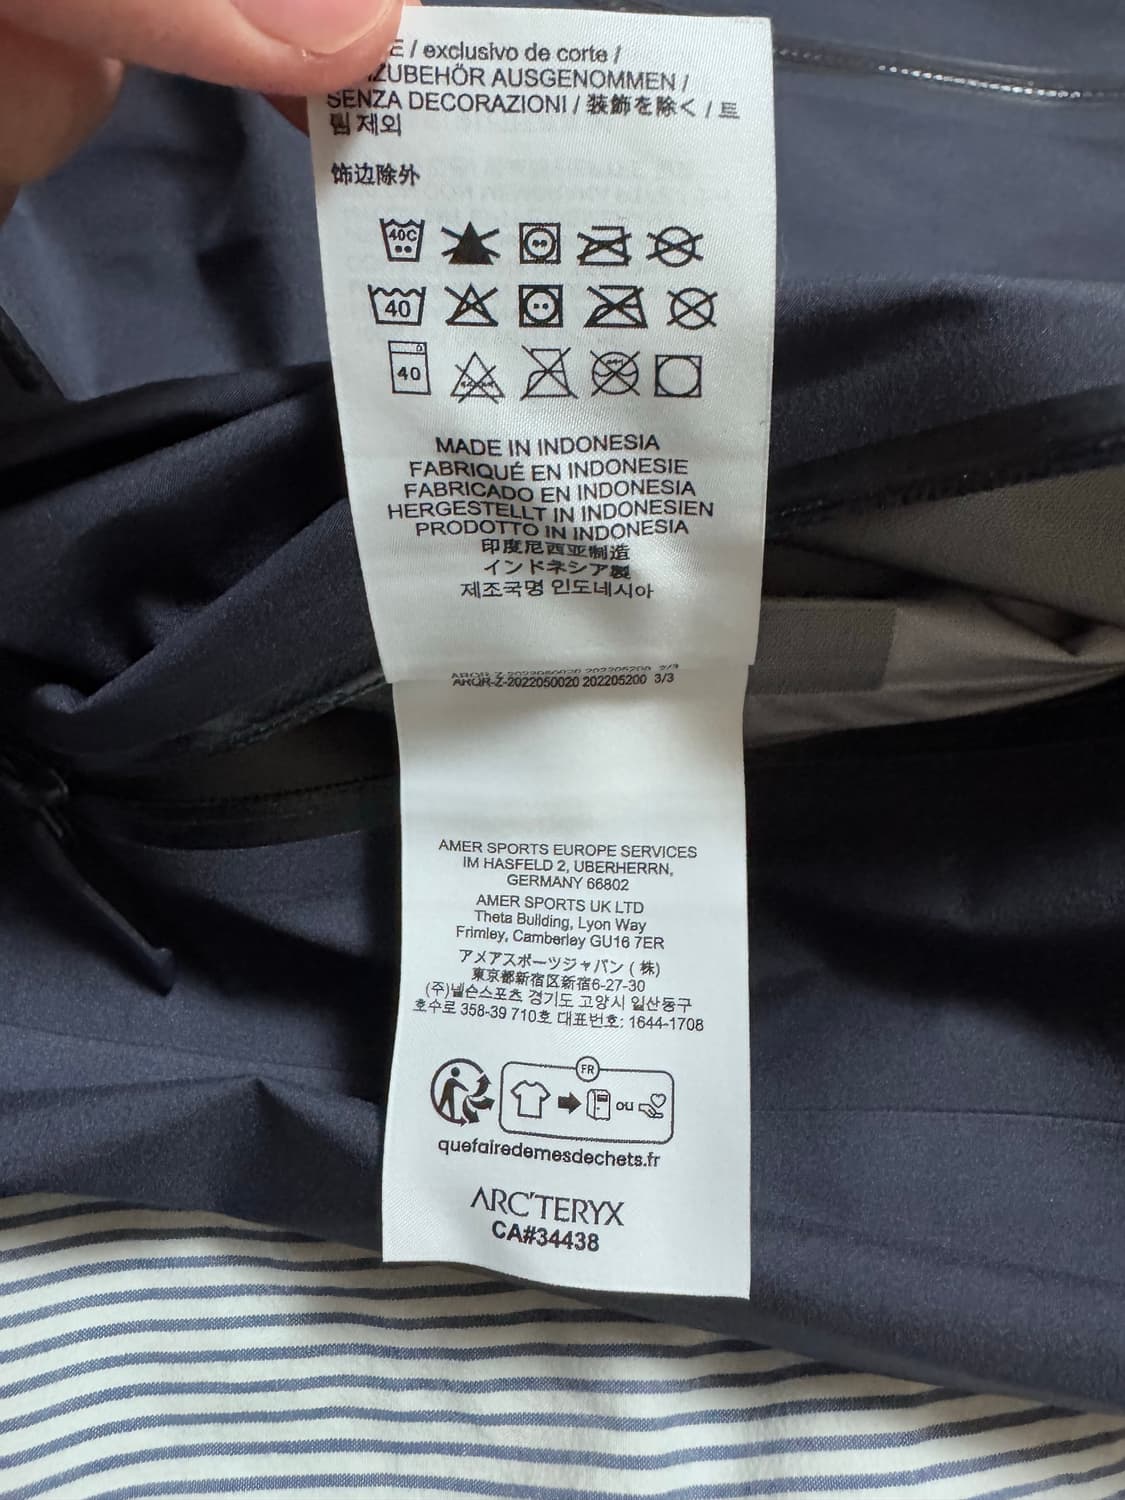 E / exclusivo de corte /
ZUBEHÖR AUSGENOMMEN /
SENZA DECORAZIONI / 装飾を除く / 트
림 제외
饰边除外
40C
40
40
MADE IN INDONESIA
FABRIQUÉ EN INDONESIE
FABRICADO EN INDONESIA
HERGESTELLT IN INDONESIEN
PRODOTTO IN INDONESIA
印度尼西亚制造
インドネシア製
제조국명 인도네시아
2/3
ARQR-Z-2022050020 202205200 3/3
AMER SPORTS EUROPE SERVICES
IM HASFELD 2, UBERHERRN,
GERMANY 66802
AMER SPORTS UK LTD
Theta Building, Lyon Way
Frimley, Camberley GU16 7ER
アメアスポーツジャパン ( 株)
東京都新宿区新宿6-27-30
(주)넬슨스포츠 경기도 고양시 일산동구
호수로 358-39 710호 대표번호: 1644-1708
FR
ou
quefairedemesdechets.fr
ARC'TERYX
CA#34438